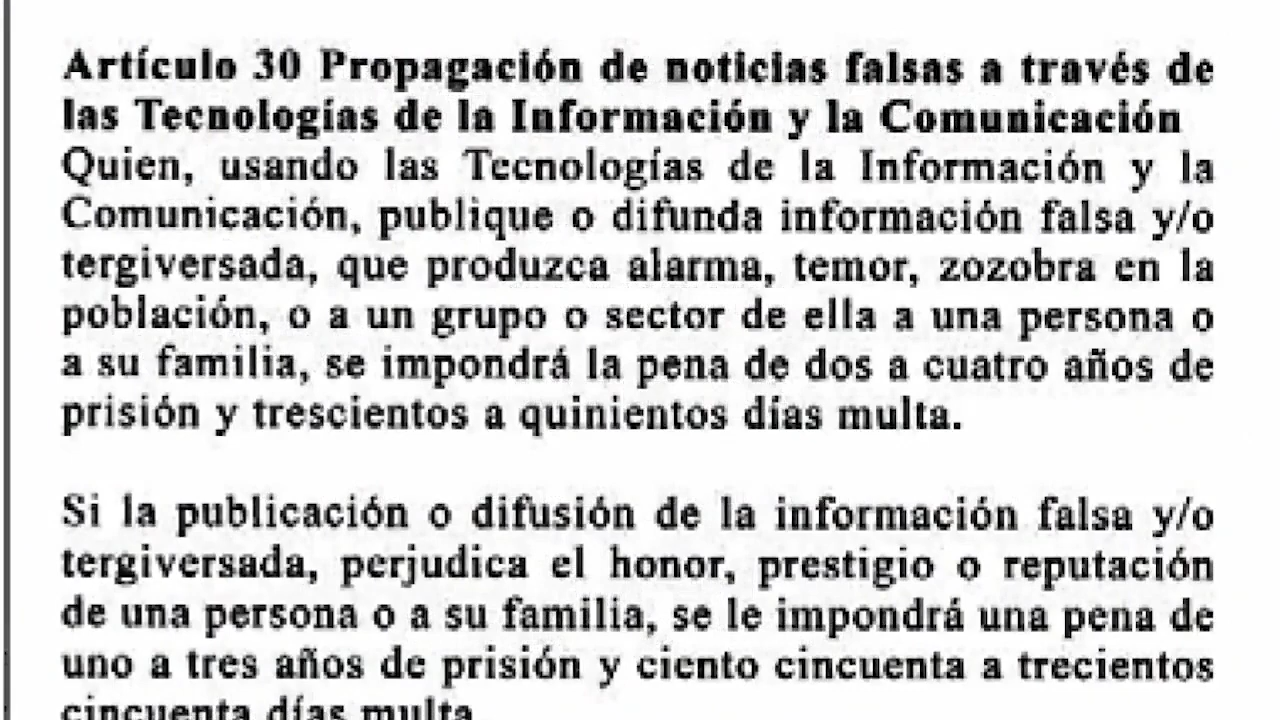 Artículo 30 Propagación de noticias falsas a través de
las Tecnologías de la Información y la Comunicación
Quien, usando las Tecnologías de la Información y la
Comunicación, publique o difunda información falsa y/o
tergiversada, que produzca alarma, temor, zozobra en la
población, o a un grupo o sector de ella a una persona o
a su familia, se impondrá la pena de dos a cuatro años de
prisión y trescientos a quinientos días multa.
Si la publicación o difusión de la información falsa y/o
tergiversada, perjudica el honor, prestigio o reputación
de una persona o a su familia, se le impondrá una pena de
uno a tres años de prisión y ciento cincuenta a trecientos
cincuenta días multa.